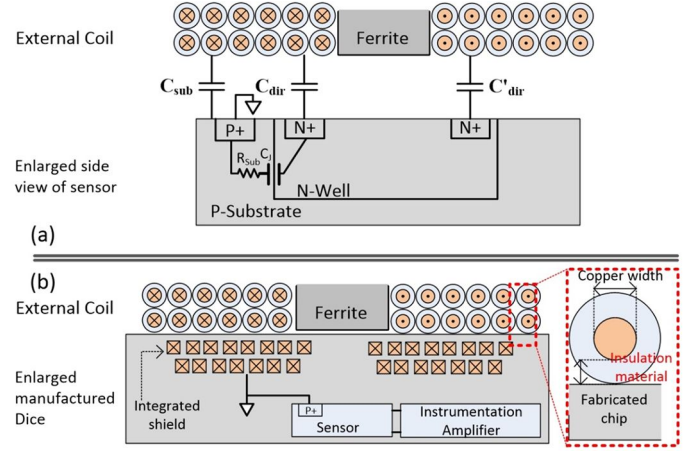 External Coil
Ferrite
Csub
Cdir
C'dir
P+
N+
N+
RSub
CJ
Enlarged side
view of sensor
N-Well
P-Substrate
(a)
(b)
Copper width
External Coil
Ferrite
Insulation
material
Enlarged
manufactured
Dice
Integrated
shield
P+
Sensor
Instrumentation
Amplifier
Fabricated
chip